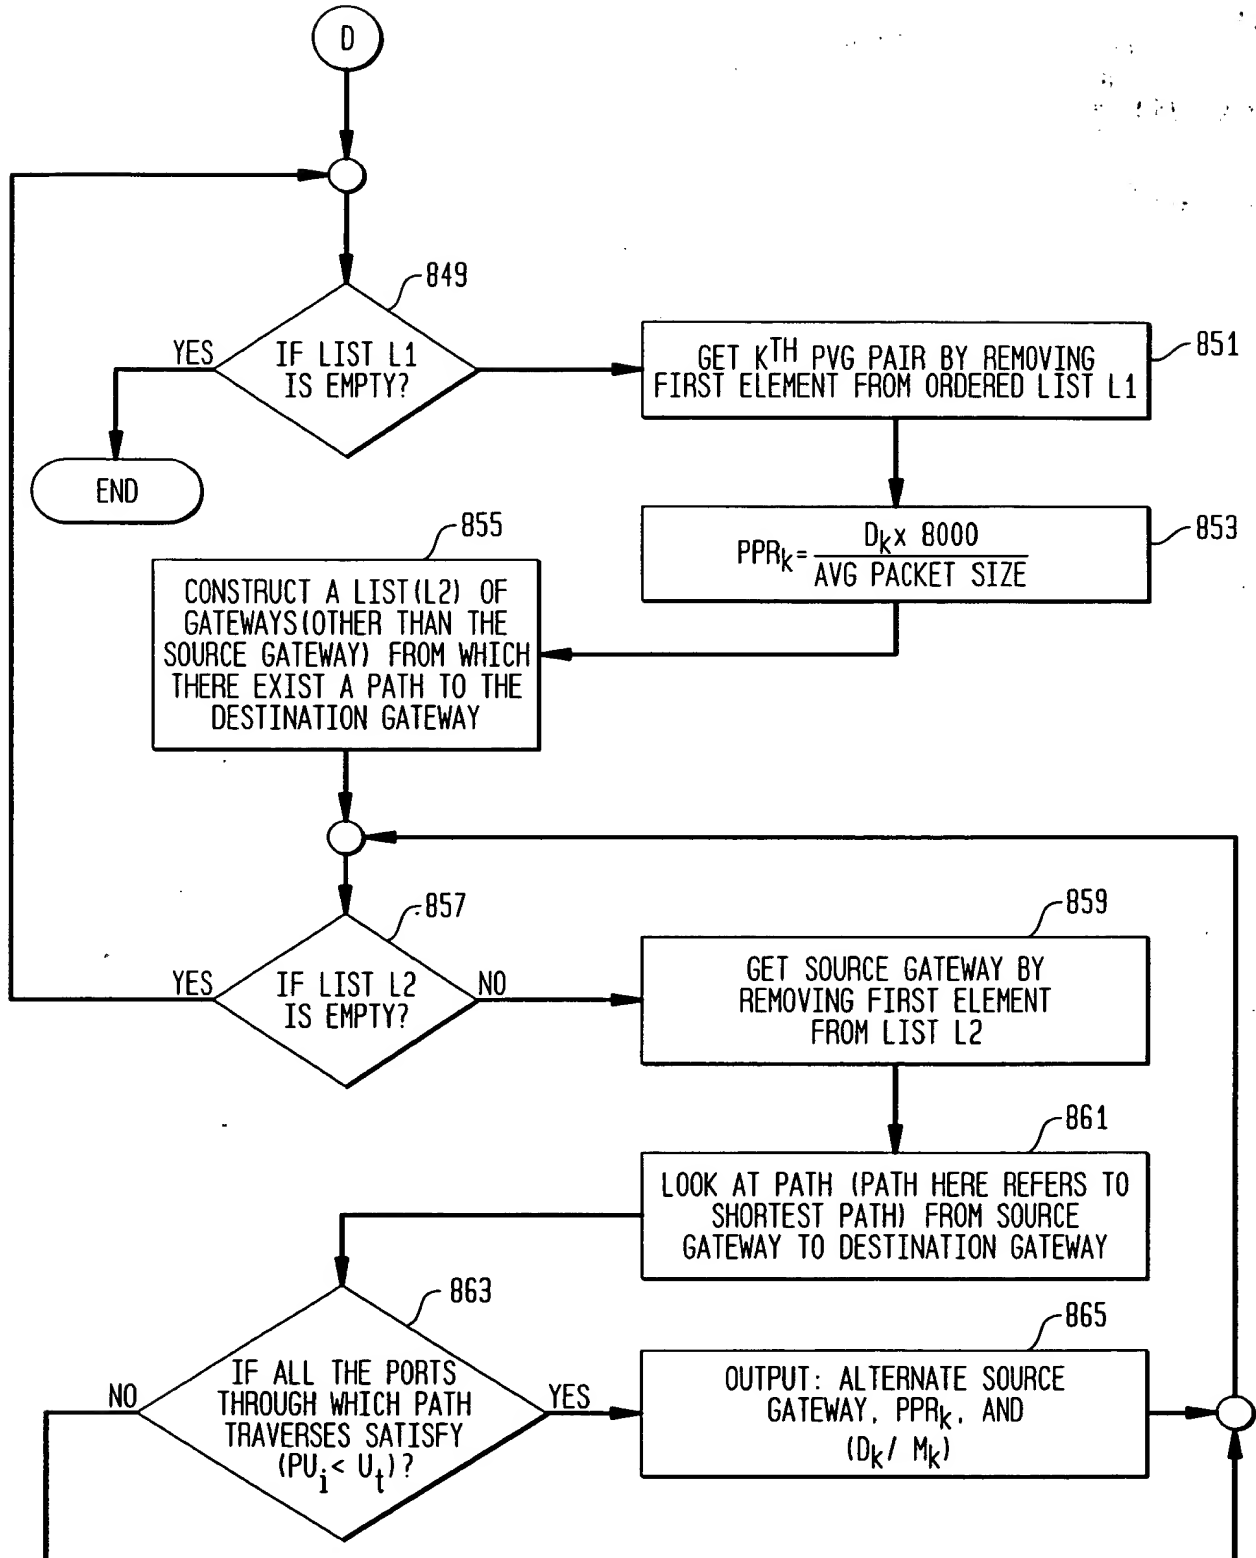 D
849
YES
IF LIST L1
IS EMPTY?
END
GET KTH PVG PAIR BY REMOVING
FIRST ELEMENT FROM ORDERED LIST L1
851
PPRk= Dk x 8000
AVG PACKET SIZE
853
855
CONSTRUCT A LIST(L2) OF
GATEWAYS(OTHER THAN THE
SOURCE GATEWAY) FROM WHICH
THERE EXIST A PATH TO THE
DESTINATION GATEWAY
857
YES
IF LIST L2
IS EMPTY?
NO
859
GET SOURCE GATEWAY BY
REMOVING FIRST ELEMENT
FROM LIST L2
861
LOOK AT PATH (PATH HERE REFERS TO
SHORTEST PATH) FROM SOURCE
GATEWAY TO DESTINATION GATEWAY
863
NO
IF ALL THE PORTS
THROUGH WHICH PATH
TRAVERSES SATISFY
(PUi< Ut)?
YES
865
OUTPUT: ALTERNATE SOURCE
GATEWAY, PPRk, AND
(Dk/ Mk)